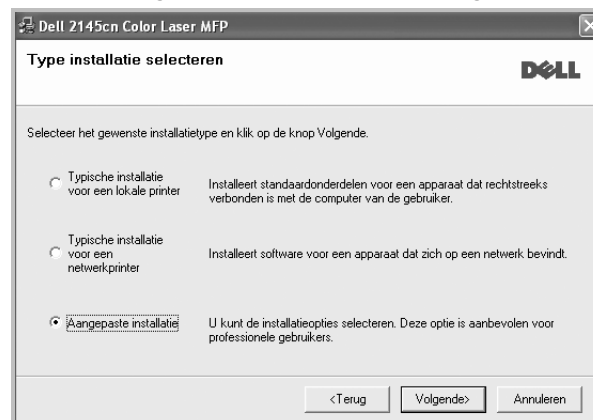 Dell 2145cn Color Laser MFP
Type installatie selecteren
DELL
Selecteer het gewenste installatietype en klik op de knop Volgende.
Typische installatie
voor een lokale printer
Installeert standaardonderdelen voor een apparaat dat rechtstreeks
verbonden is met de computer van de gebruiker.
Typische installatie
voor een
netwerkprinter
Installeert software voor een apparaat dat zich op een netwerk bevindt.
Aangepaste installatie
U kunt de installatieopties selecteren. Deze optie is aanbevolen voor
professionele gebruikers.
<Terug
Volgende>
Annuleren